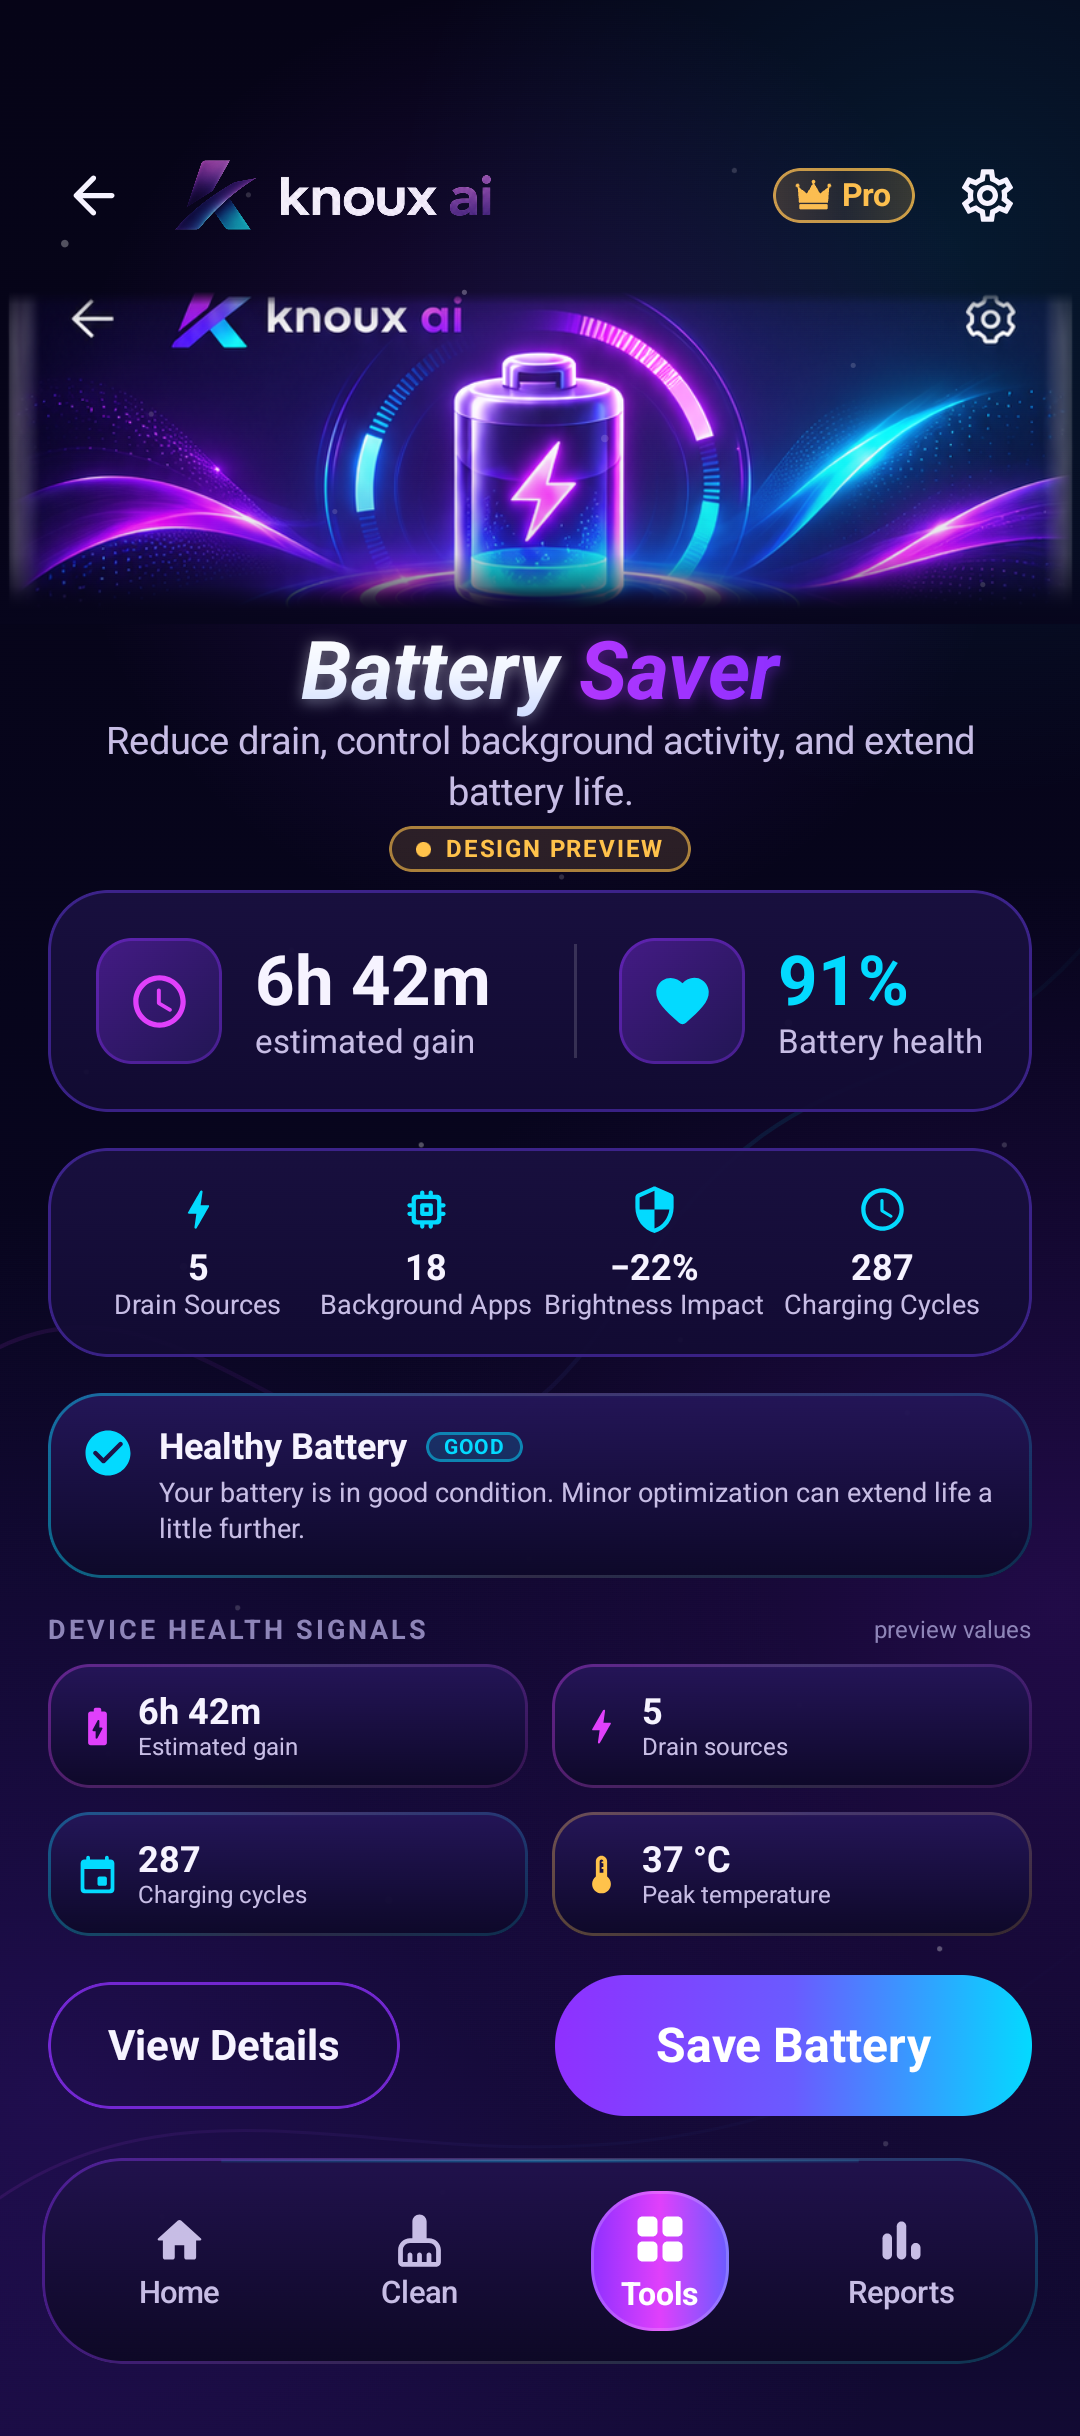 knoux ai
Pro
knoux ai
Battery Saver
Reduce drain, control background activity, and extend
battery life.
DESIGN PREVIEW
6h 42m
estimated gain
91%
Battery health
5
Drain Sources
18
Background Apps
−22%
Brightness Impact
287
Charging Cycles
Healthy Battery
GOOD
Your battery is in good condition. Minor optimization can extend life a
little further.
DEVICE HEALTH SIGNALS
preview values
6h 42m
Estimated gain
5
Drain sources
287
Charging cycles
37 °C
Peak temperature
View Details
Save Battery
Home
Clean
Tools
Reports